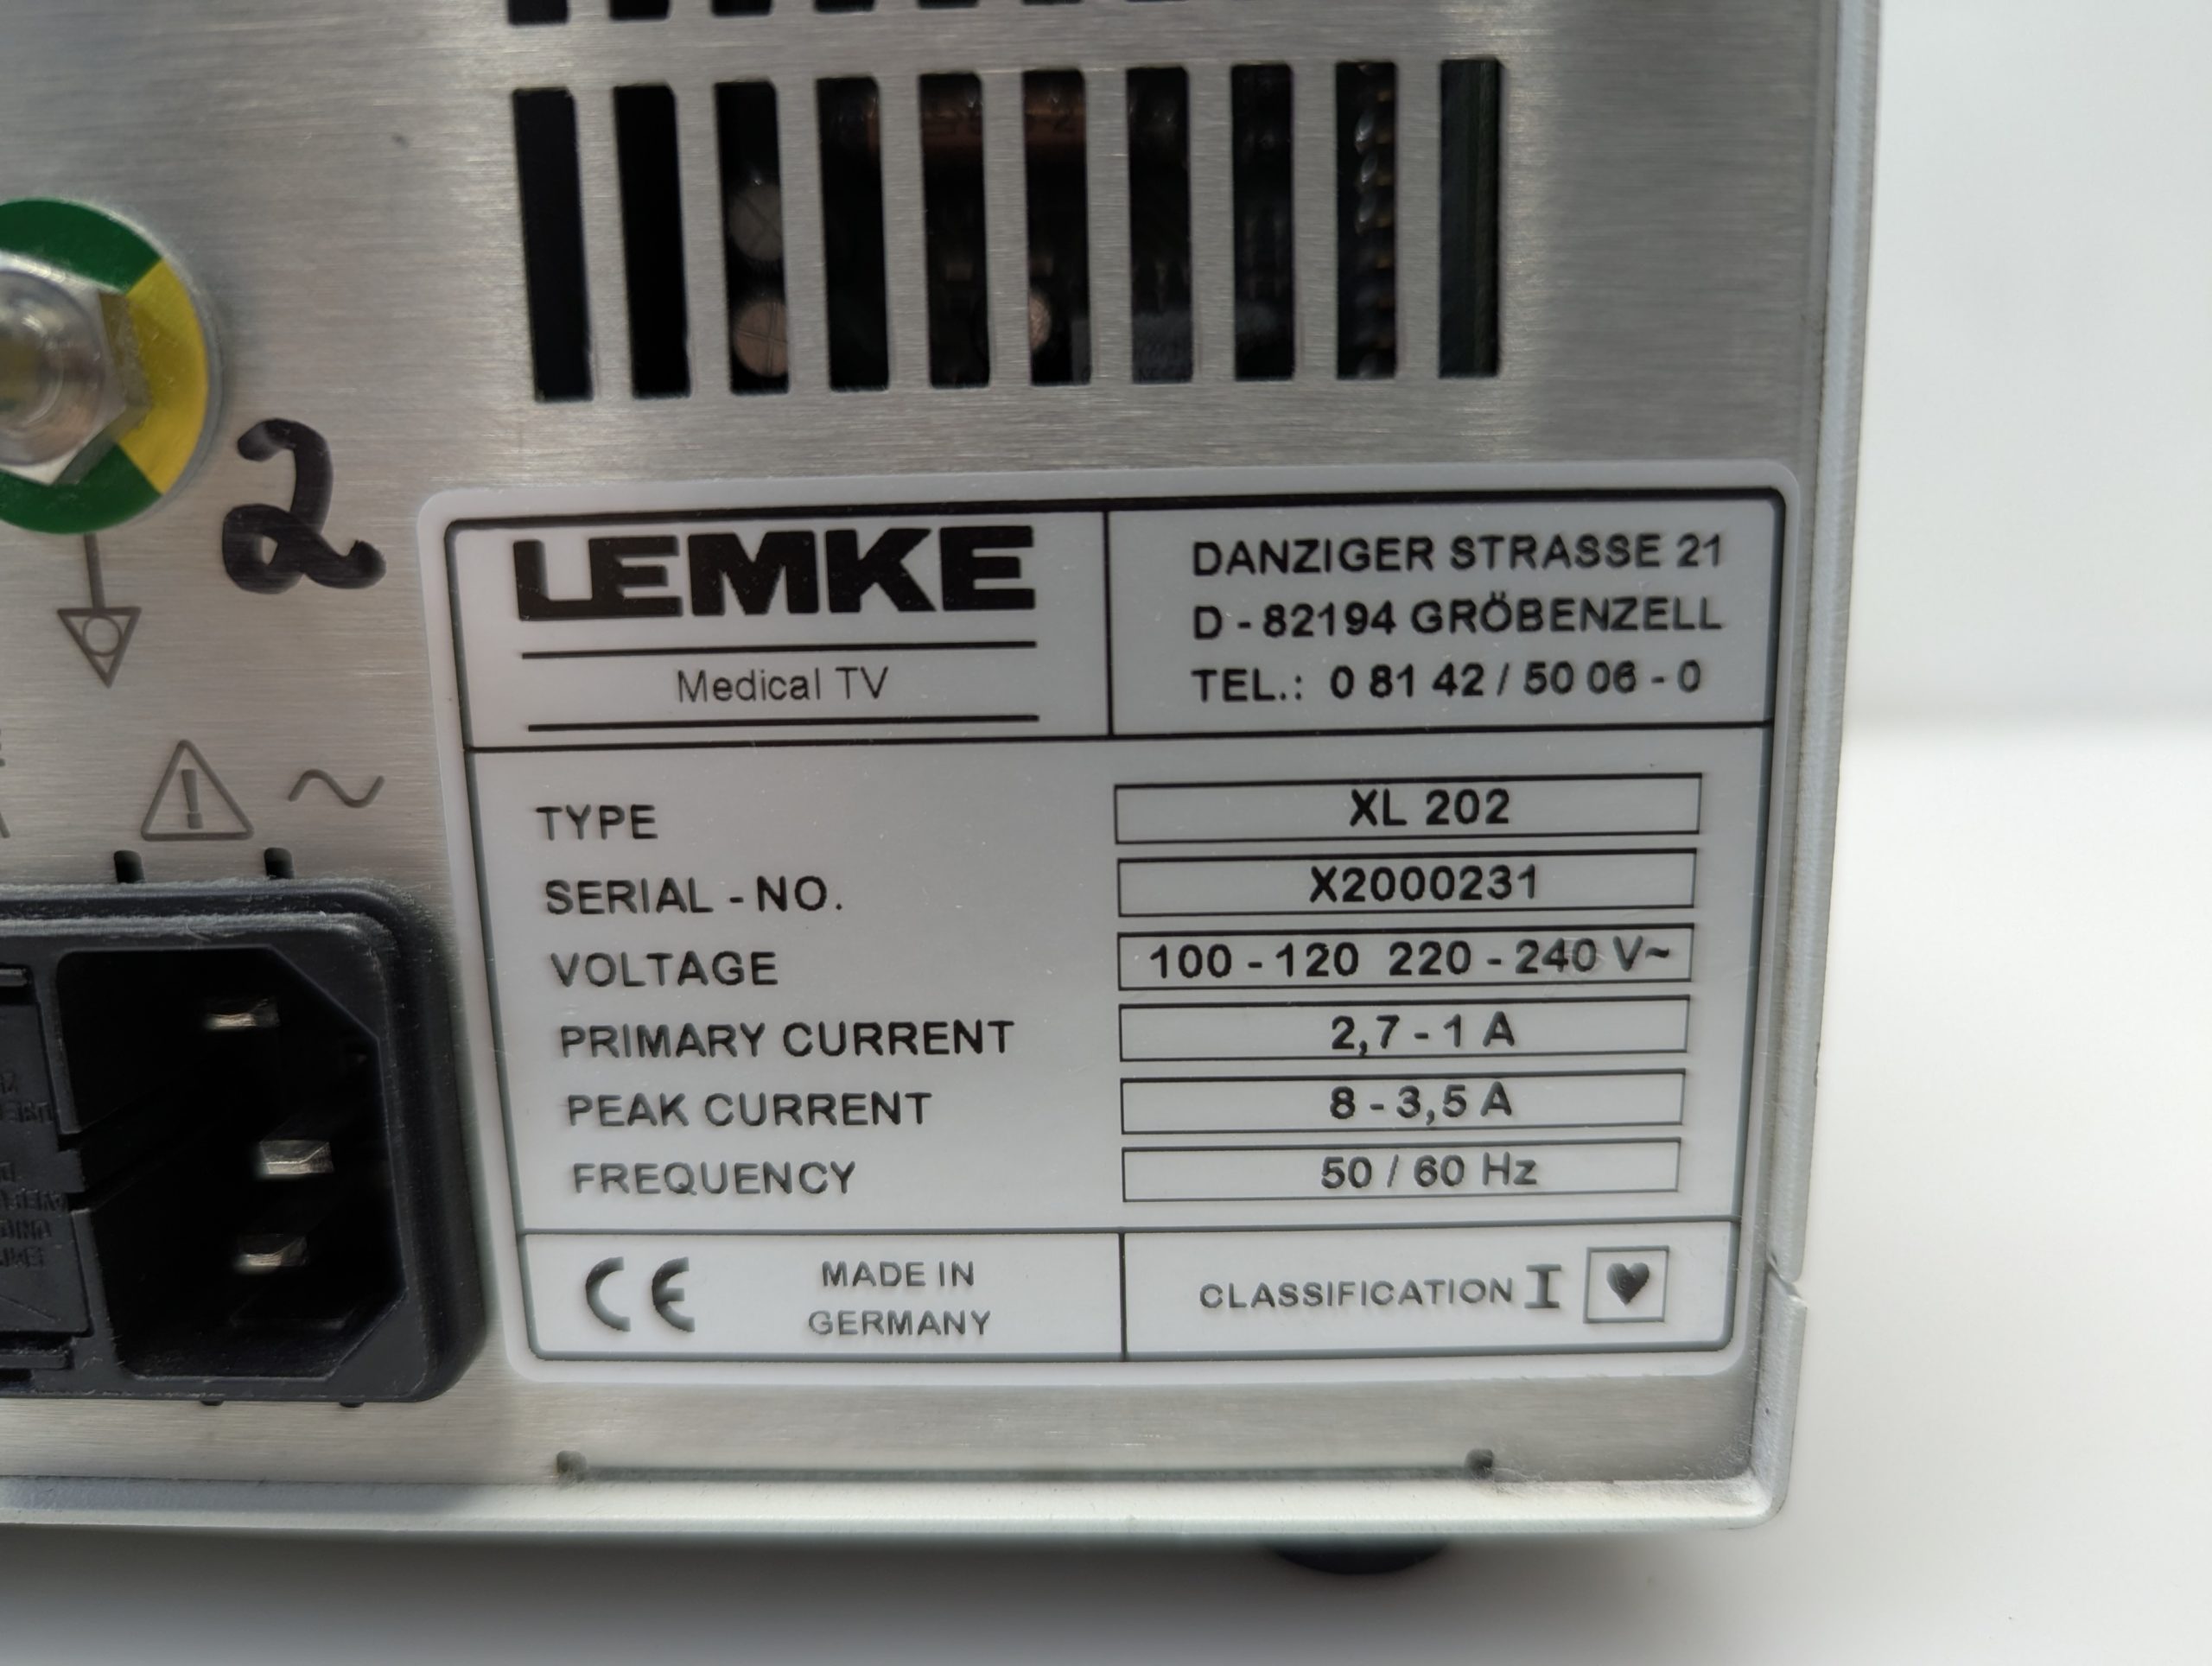 2
LEMKE
Medical TV
DANZIGER STRASSE 21
D - 82194 GRÖBENZELL
TEL.: 0 81 42 / 50 06 - 0
TYPE XL 202
SERIAL - NO. X2000231
VOLTAGE 100 - 120 220 - 240 V~
PRIMARY CURRENT 2,7 - 1 A
PEAK CURRENT 8 - 3,5 A
FREQUENCY 50 / 60 Hz
CE
MADE IN
GERMANY
CLASSIFICATION I